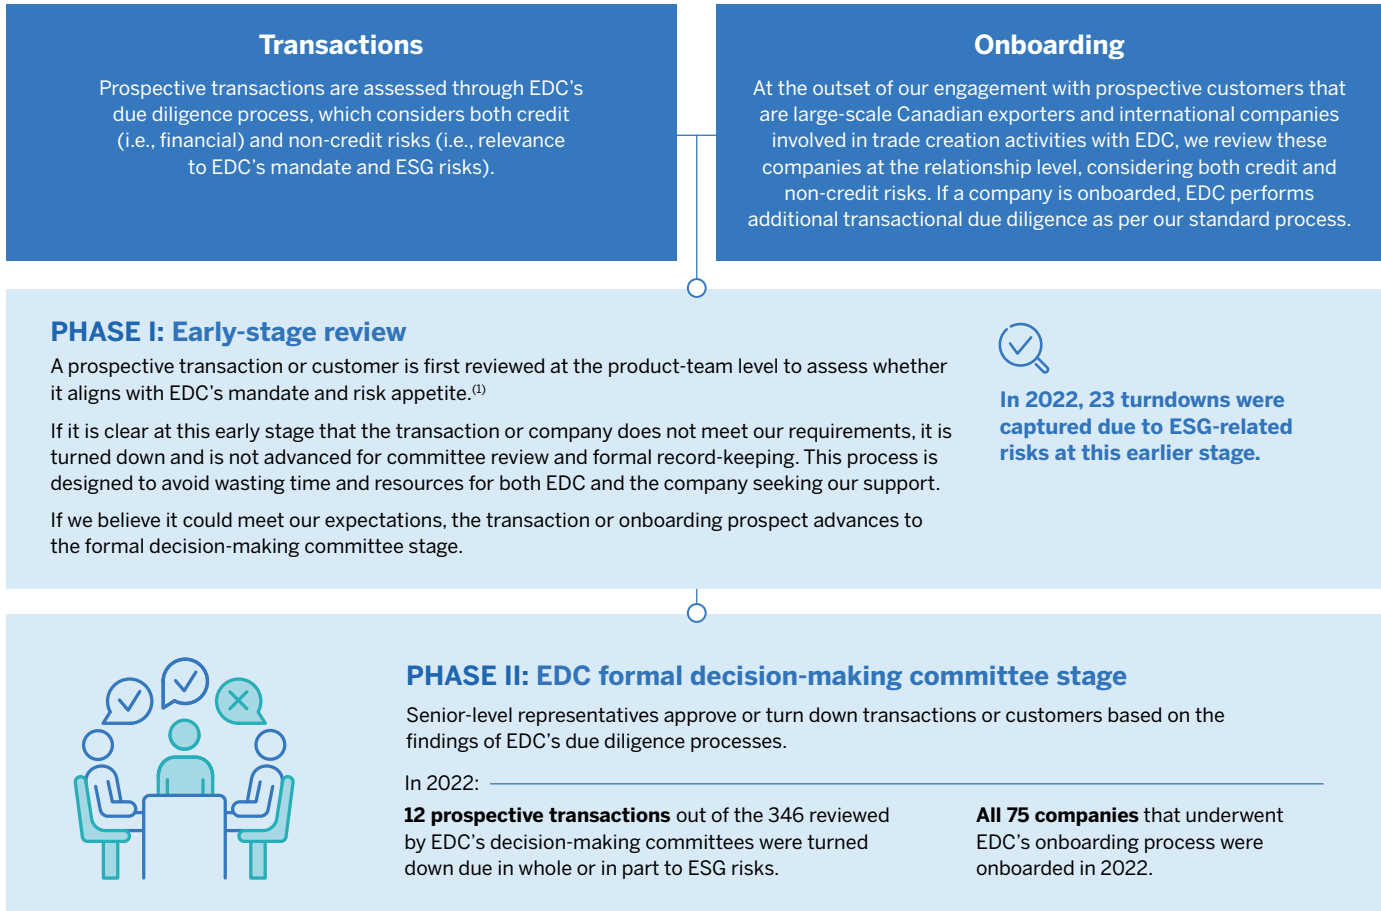 Transactions
Prospective transactions are assessed through EDC’s
due diligence process, which considers both credit
(i.e., financial) and non-credit risks (i.e., relevance
to EDC’s mandate and ESG risks).
Onboarding
At the outset of our engagement with prospective customers that
are large-scale Canadian exporters and international companies
involved in trade creation activities with EDC, we review these
companies at the relationship level, considering both credit and
non-credit risks. If a company is onboarded, EDC performs
additional transactional due diligence as per our standard process.
PHASE I: Early-stage review
A prospective transaction or customer is first reviewed at the product-team level to assess whether
it aligns with EDC’s mandate and risk appetite.(1)
If it is clear at this early stage that the transaction or company does not meet our requirements, it is
turned down and is not advanced for committee review and formal record-keeping. This process is
designed to avoid wasting time and resources for both EDC and the company seeking our support.
If we believe it could meet our expectations, the transaction or onboarding prospect advances to
the formal decision-making committee stage.
In 2022, 23 turndowns were
captured due to ESG-related
risks at this earlier stage.
PHASE II: EDC formal decision-making committee stage
Senior-level representatives approve or turn down transactions or customers based on the
findings of EDC’s due diligence processes.
In 2022:
12 prospective transactions out of the 346 reviewed
by EDC’s decision-making committees were turned
down due in whole or in part to ESG risks.
All 75 companies that underwent
EDC’s onboarding process were
onboarded in 2022.